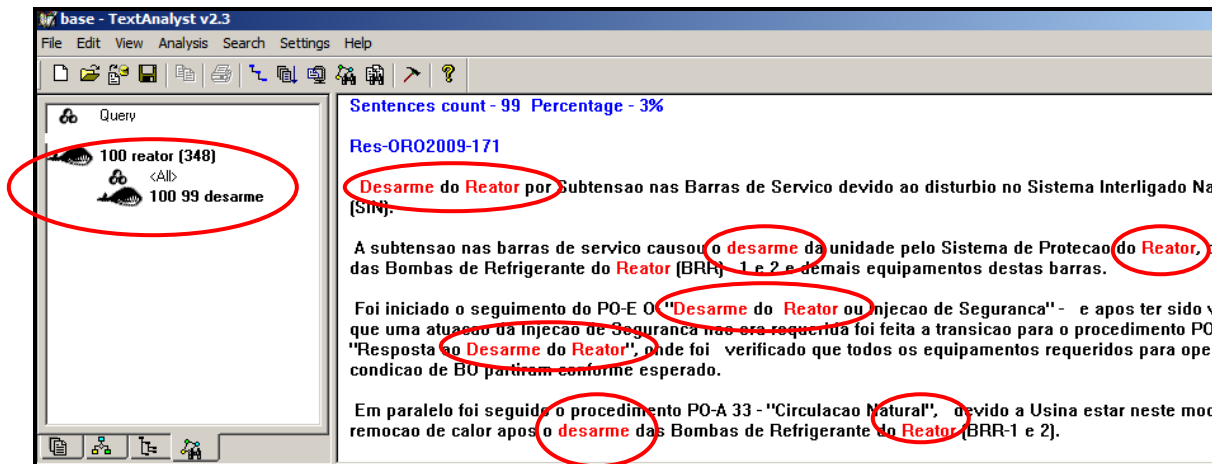 base - TextAnalyst v2.3
File Edit View Analysis Search Settings Help
Query
100 reator (348)
<All>
100 99 desarme
Sentences count - 99 Percentage - 3%
Res-ORO2009-171
Desarme do Reator por Subtensao nas Barras de Servico devido ao disturbio no Sistema Interligado Na
(SIN).
A subtensao nas barras de servico causou o desarme da unidade pelo Sistema de Protecao do Reator,
das Bombas de Refrigerante do Reator (BRR) - 1 e 2 e demais equipamentos destas barras.
Foi iniciado o seguimento do PO-E 0 "Desarme do Reator ou Injecao de Seguranca" - e apos ter sido v
que uma atuacao da Injecao de Seguranca nao era requerida foi feita a transicao para o procedimento PO
"Resposta ao Desarme do Reator", onde foi verificado que todos os equipamentos requeridos para ope
condicao de BO partiram conforme esperado.
Em paralelo foi seguido o procedimento PO-A 33 - "Circulacao Natural", devido a Usina estar neste mod
remocao de calor apos o desarme das Bombas de Refrigerante do Reator (BRR-1 e 2).